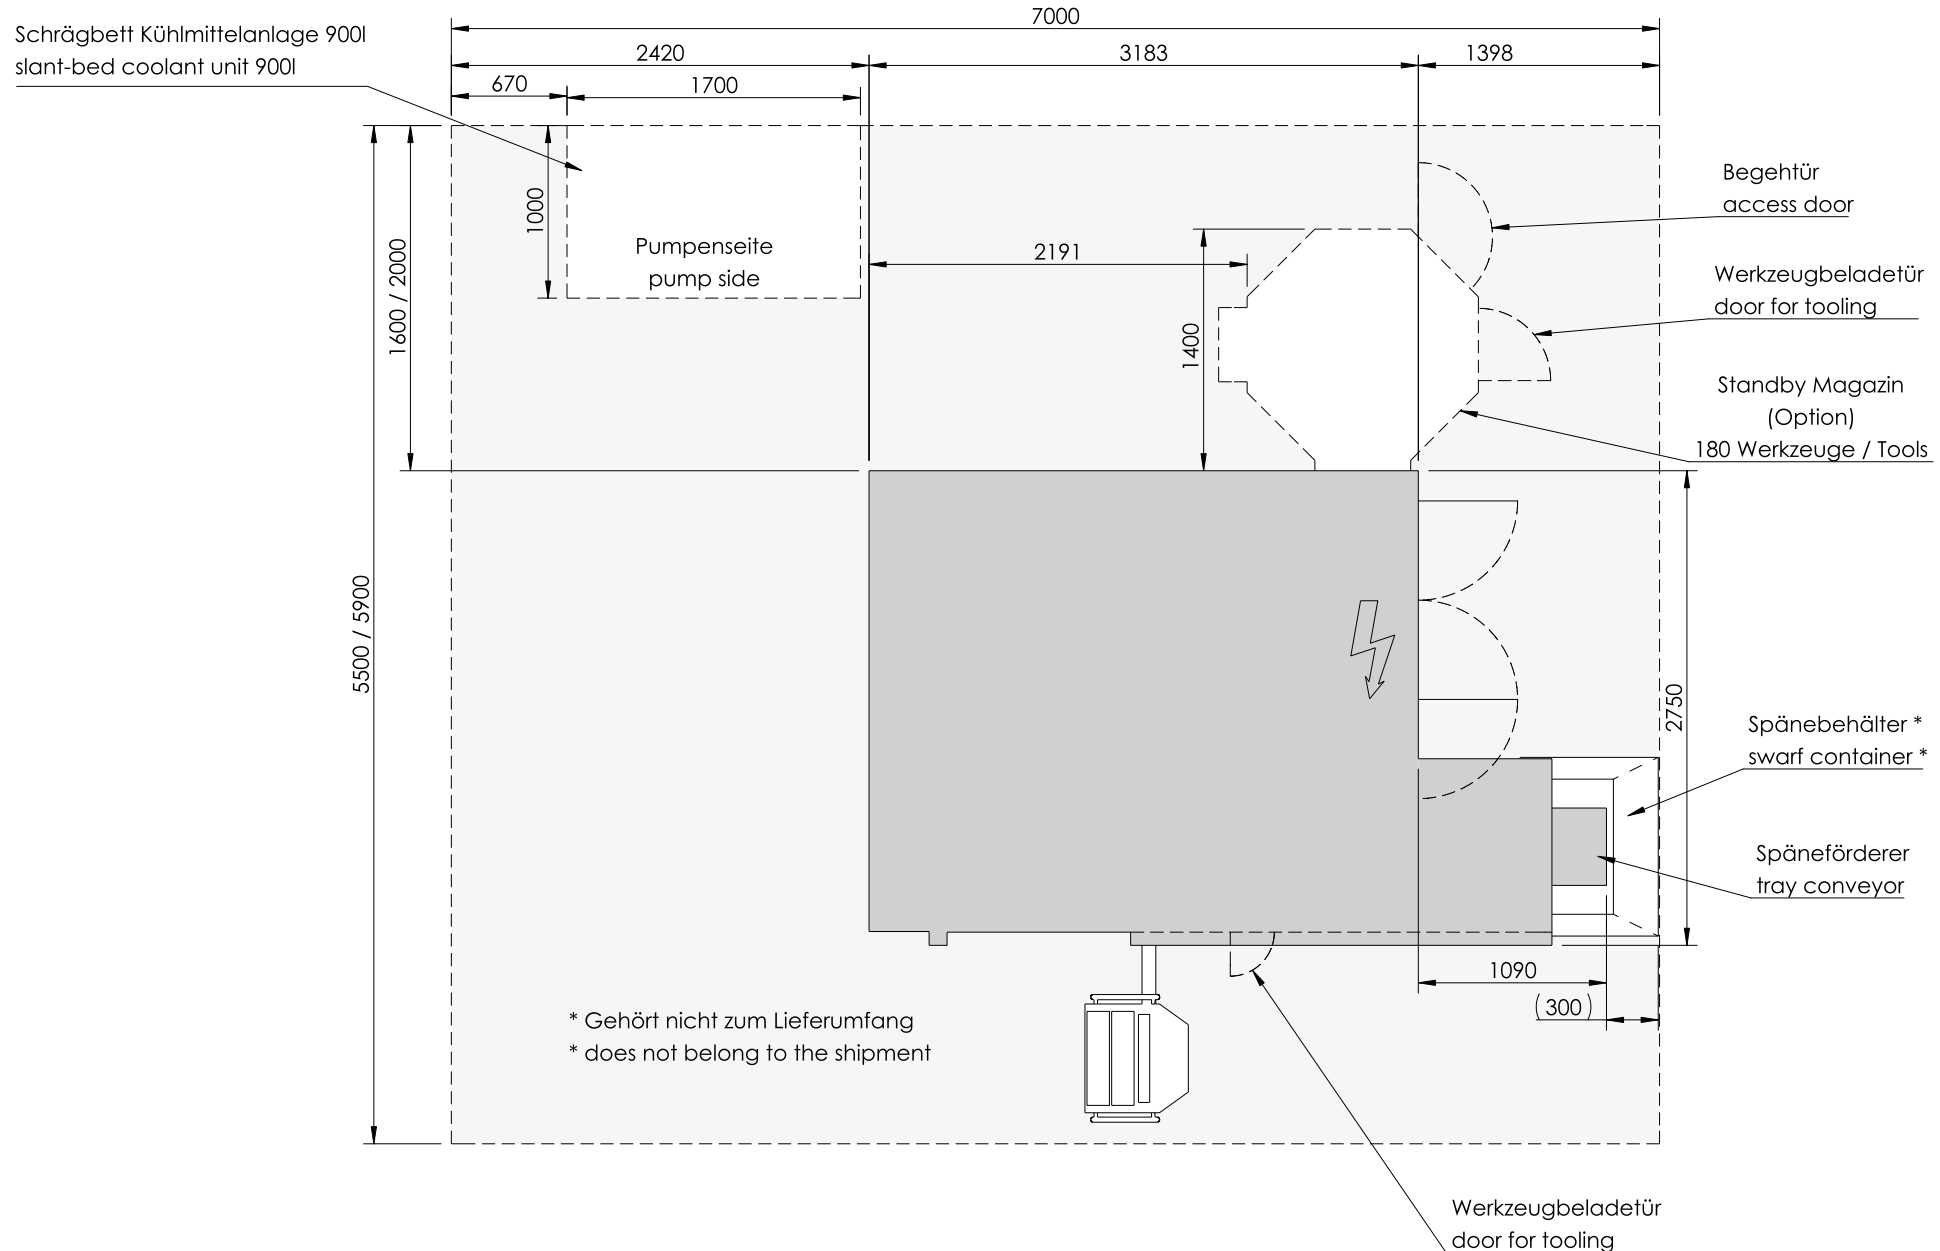 Schrägbett Kühlmittelanlage 900l
slant-bed coolant unit 900l
7000
2420
3183
1398
670
1700
1000
Pumpenseite
pump side
1600 / 2000
2191
1400
Begehtür
access door
Werkzeugbeladetür
door for tooling
Standby Magazin
(Option)
180 Werkzeuge / Tools
5500 / 5900
2750
Spänebehälter *
swarf container *
Späneförderer
tray conveyor
1090
(300)
* Gehört nicht zum Lieferumfang
* does not belong to the shipment
Werkzeugbeladetür
door for tooling